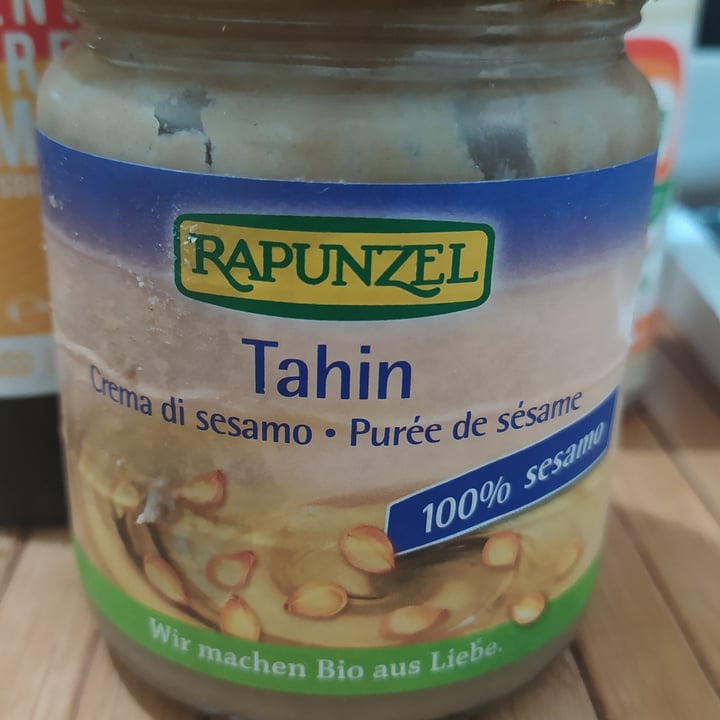 RAPUNZEL
Tahin
Crema di sesamo • Purée de sésame
100% sesamo
Wir machen Bio aus Liebe.